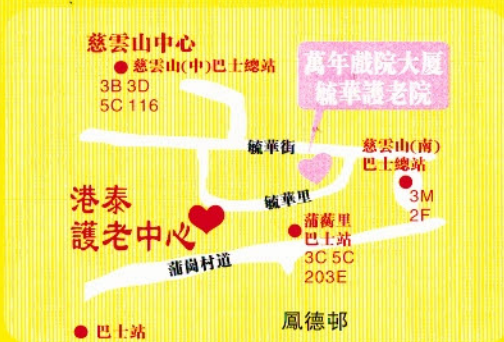 慈雲山中心
慈雲山(中)巴士總站
3B 3D
5C 116
萬年戲院大厦
毓華護老院
毓華街
慈雲山(南)
巴士總站
3M
2F
毓華里
港泰
護老中心
蒲崗村道
蒲薾里
巴士站
3C 5C
203E
鳳德邨
巴士站